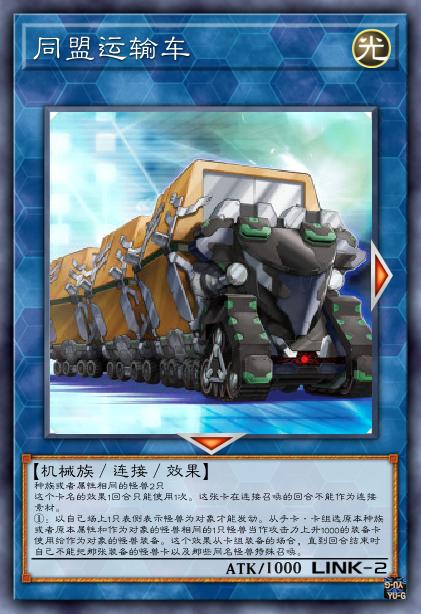 同盟运输车
光
【机械族／连接／效果】
种族或者属性相同的怪兽2只
这个卡名的效果1回合只能使用1次。这张卡在连接召唤的回合不能作为连接
素材。
①：以自己场上1只表侧表示怪兽为对象才能发动。从手卡·卡组选原本种族
或者原本属性和作为对象的怪兽相同的1只怪兽当作攻击力上升1000的装备卡
使用给作为对象的怪兽装备。这个效果从卡组装备的场合，直到回合结束时
自己不能把那张装备的怪兽卡以及那些同名怪兽特殊召唤。
ATK/1000 LINK-2